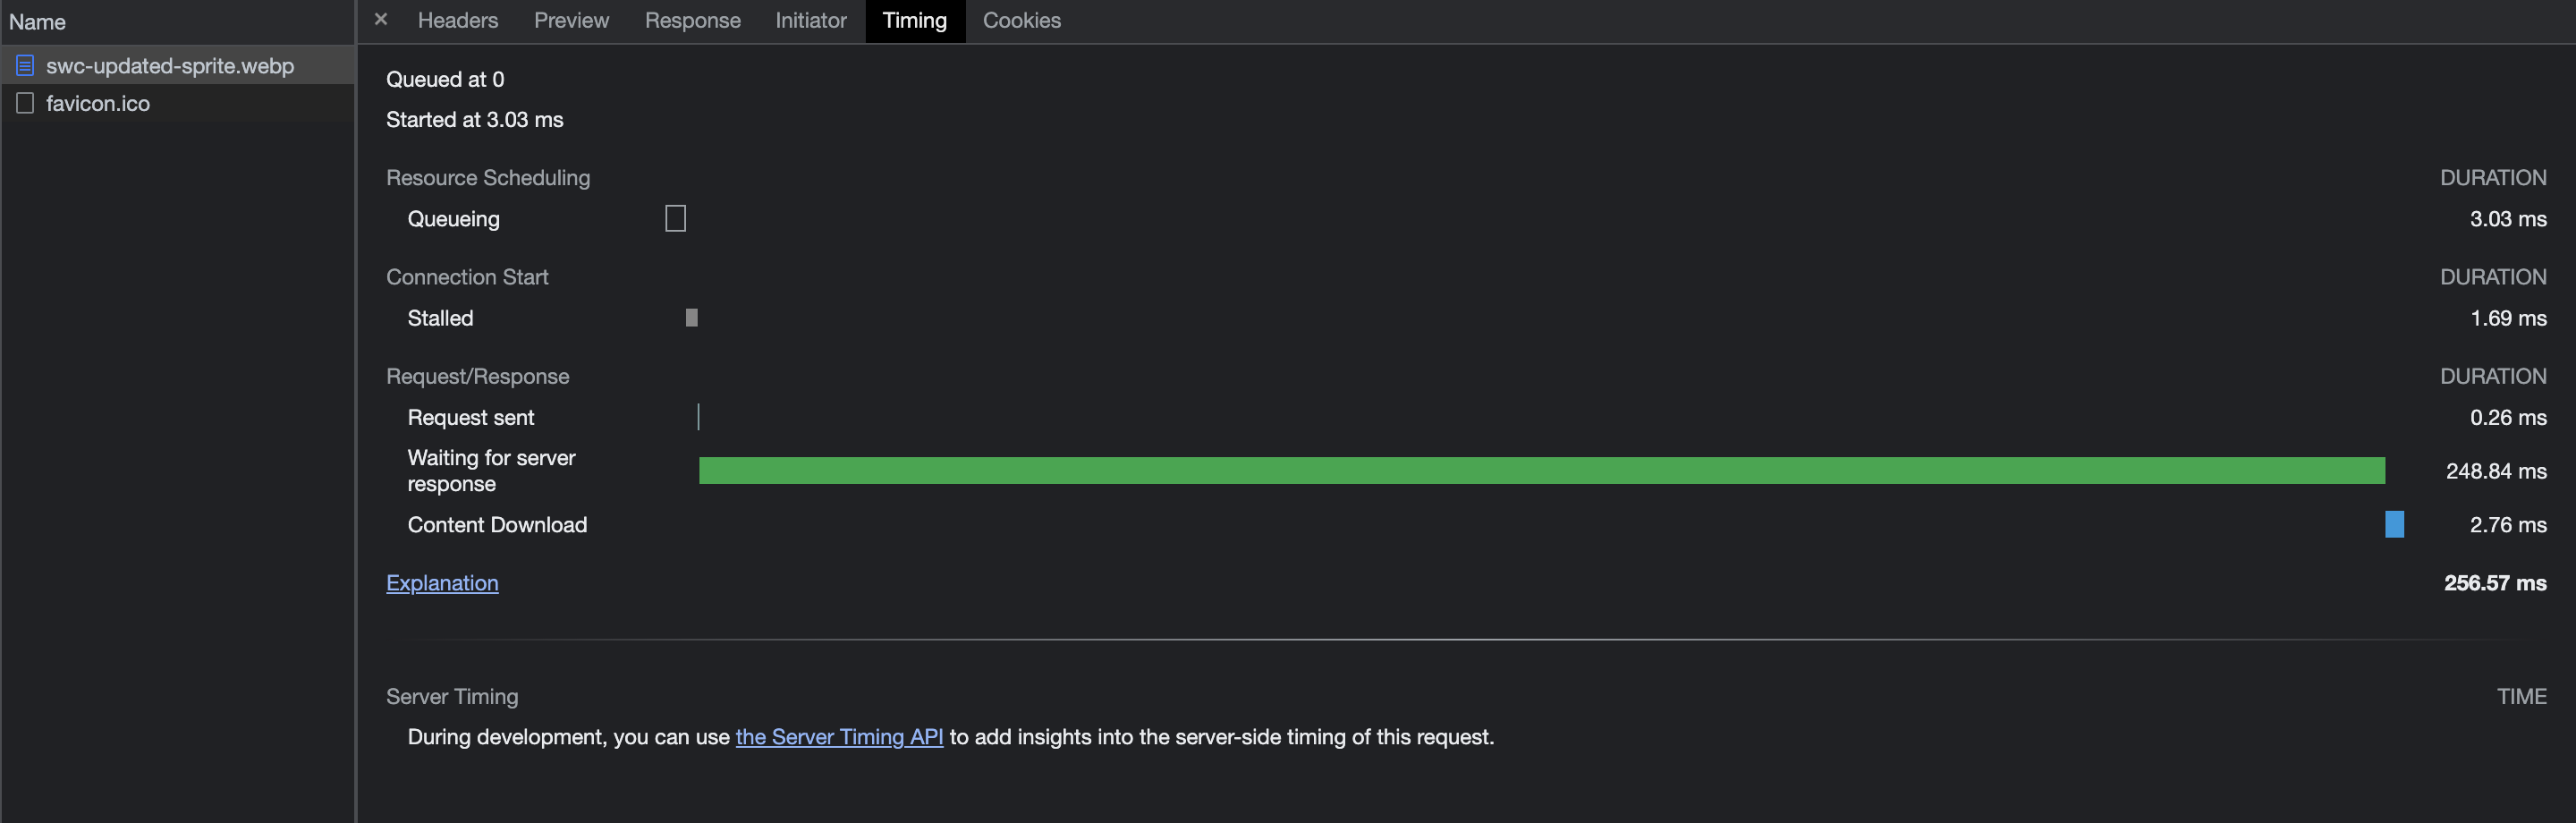 Name
swc-updated-sprite.webp
favicon.ico
× Headers Preview Response Initiator Timing Cookies
Queued at 0
Started at 3.03 ms
Resource Scheduling DURATION
Queueing 3.03 ms
Connection Start DURATION
Stalled 1.69 ms
Request/Response DURATION
Request sent 0.26 ms
Waiting for server
response 248.84 ms
Content Download 2.76 ms
Explanation 256.57 ms
Server Timing TIME
During development, you can use the Server Timing API to add insights into the server-side timing of this request.